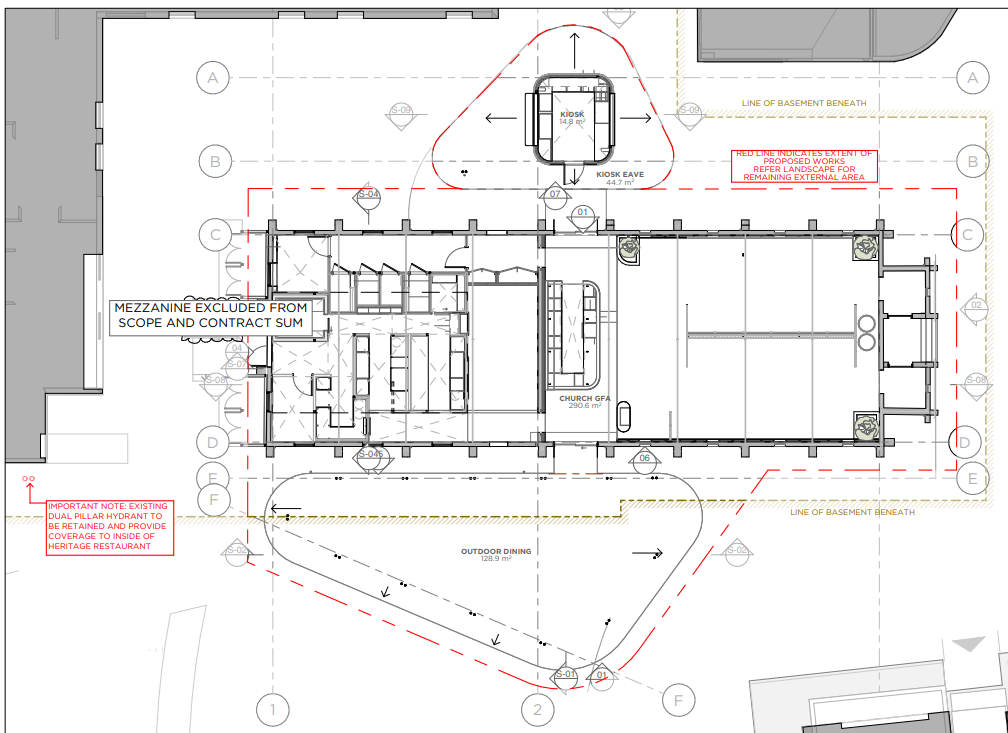 A
A
S-09
S-09
LINE OF BASEMENT BENEATH
KIOSK
14.8 m²
B
B
RED LINE INDICATES EXTENT OF
PROPOSED WORKS
REFER LANDSCAPE FOR
REMAINING EXTERNAL AREA
KIOSK EAVE
44.7 m²
S-04
07
01
C
C
MEZZANINE EXCLUDED FROM
SCOPE AND CONTRACT SUM
02
04
S-07
S-08
S-08
CHURCH GFA
290.6 m²
D
D
06
E
E
F
IMPORTANT NOTE: EXISTING
DUAL PILLAR HYDRANT TO
BE RETAINED AND PROVIDE
COVERAGE TO INSIDE OF
HERITAGE RESTAURANT
LINE OF BASEMENT BENEATH
S-02
S-02
OUTDOOR DINING
128.9 m²
S-01
01
1
2
F